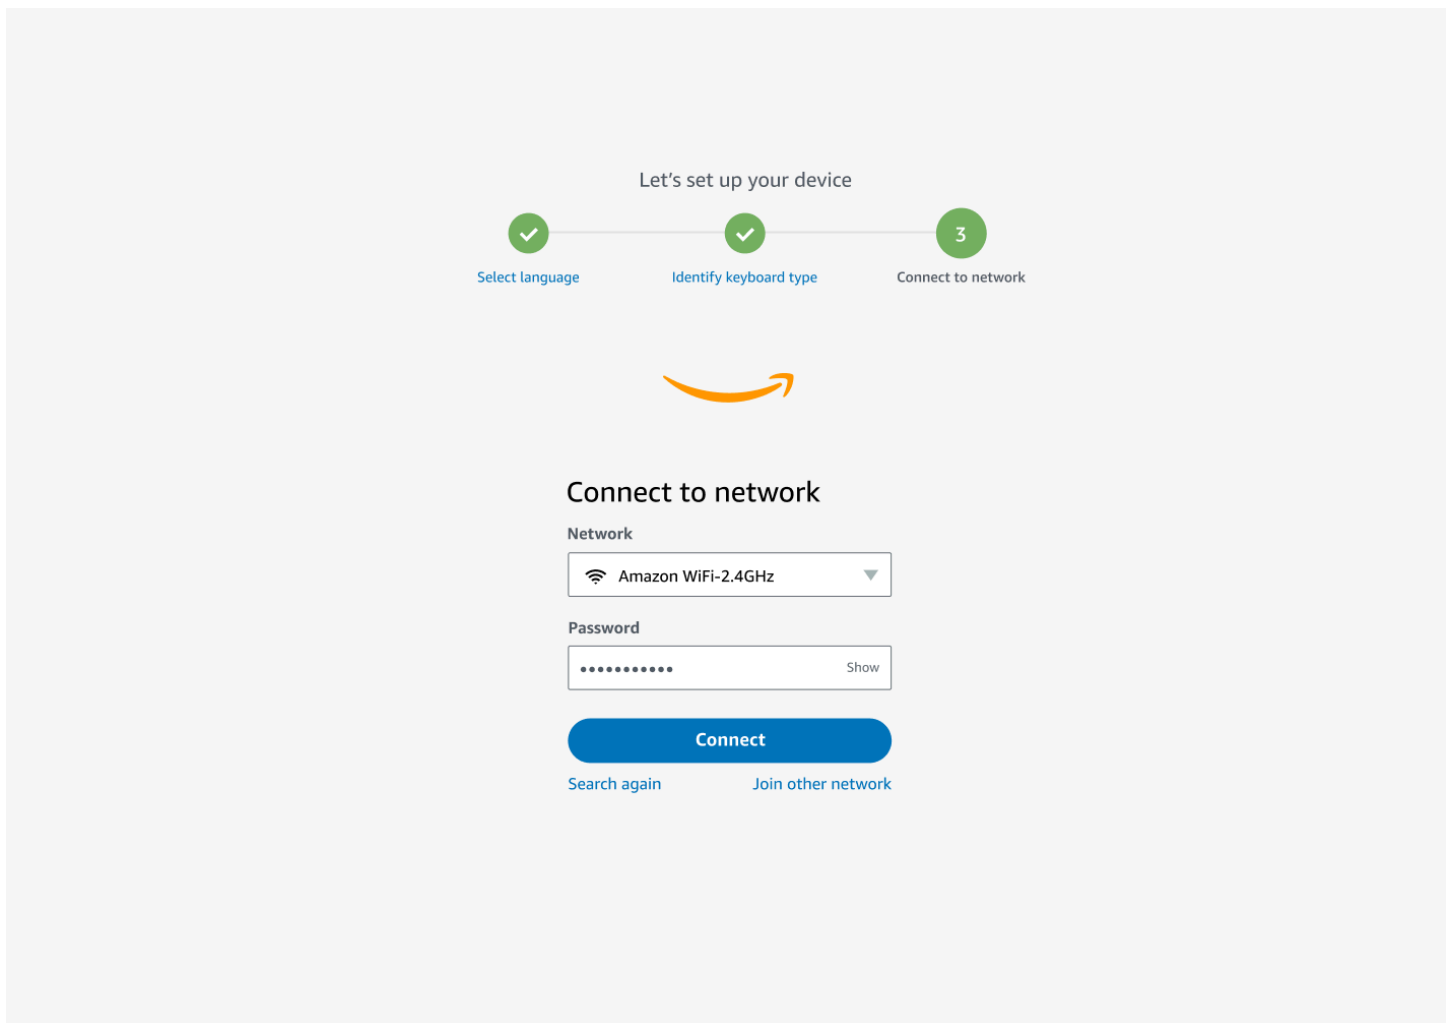 Let's set up your device
3
Select language
Identify keyboard type
Connect to network
Connect to network
Network
Amazon WiFi-2.4GHz
Password
•••••••••••
Show
Connect
Search again
Join other network